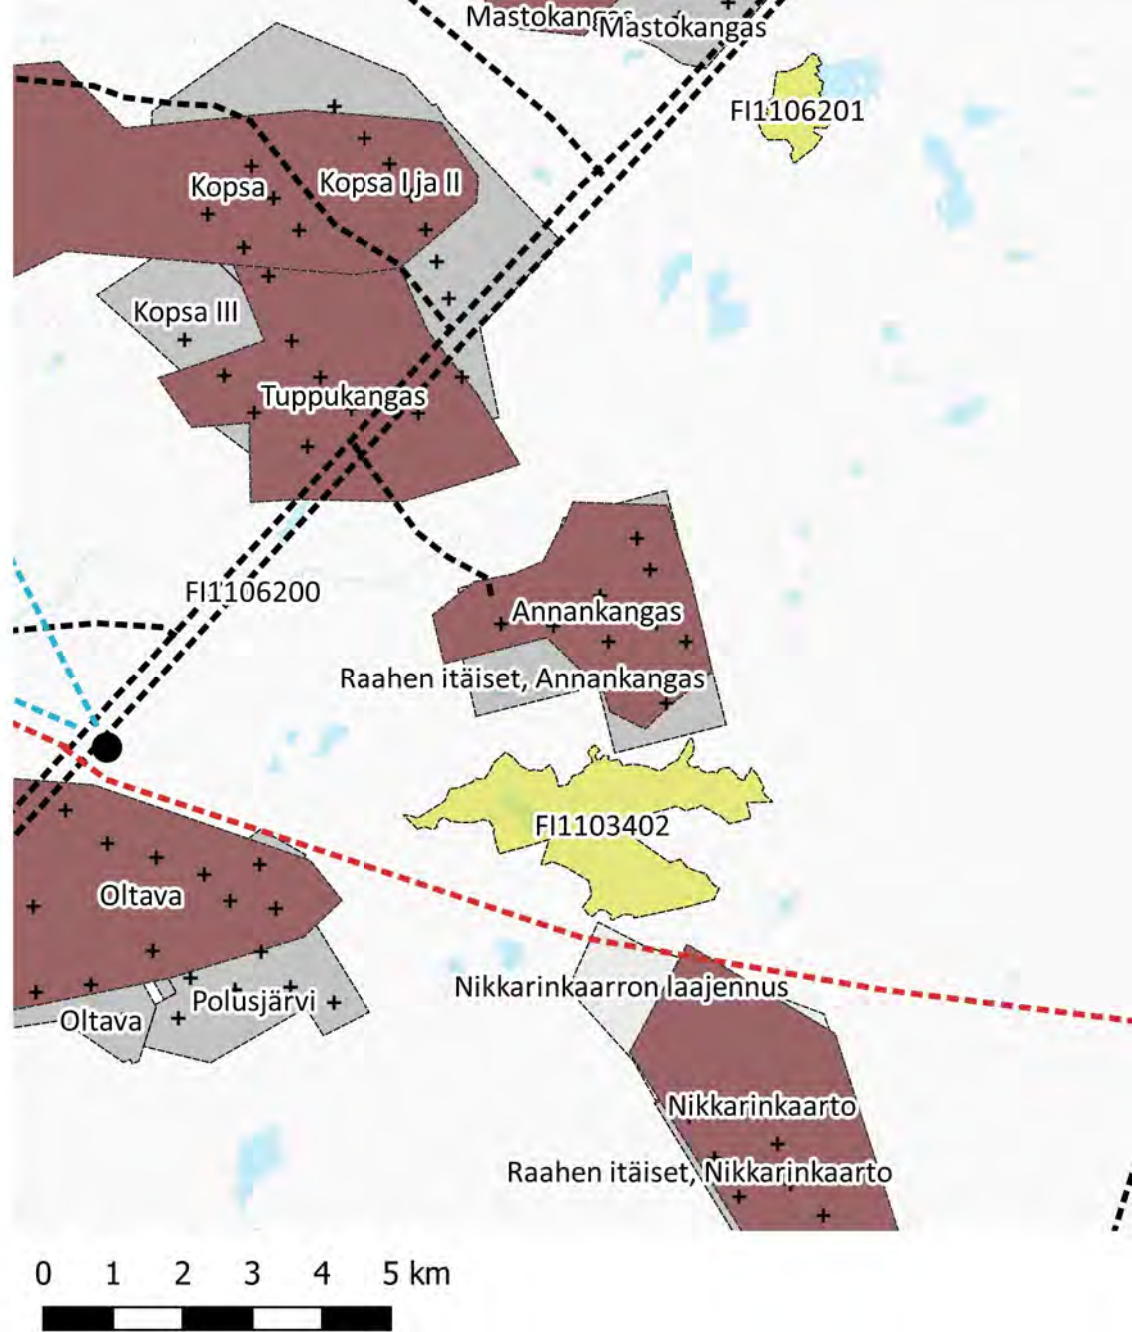 Mastokangas
Mastokangas
FI1106201
Kopsa
Kopsa I ja II
Kopsa III
Tuppukangas
FI1106200
Annankangas
Raahen itäiset, Annankangas
FI1103402
Oltava
Nikkarinkaarron laajennus
Polusjärvi
Oltava
Nikkarinkaarto
Raahen itäiset, Nikkarinkaarto
0 1 2 3 4 5 km